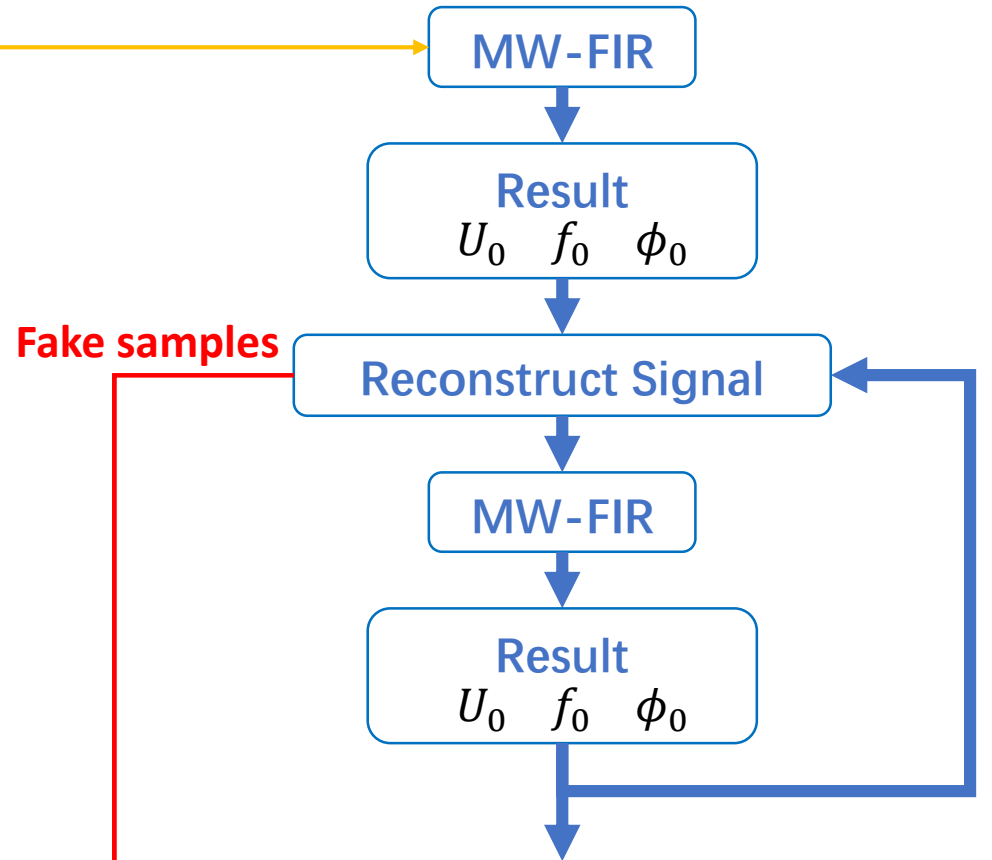 MW-FIR
Result
U₀ f₀ ϕ₀
Fake samples
Reconstruct Signal
MW-FIR
Result
U₀ f₀ ϕ₀